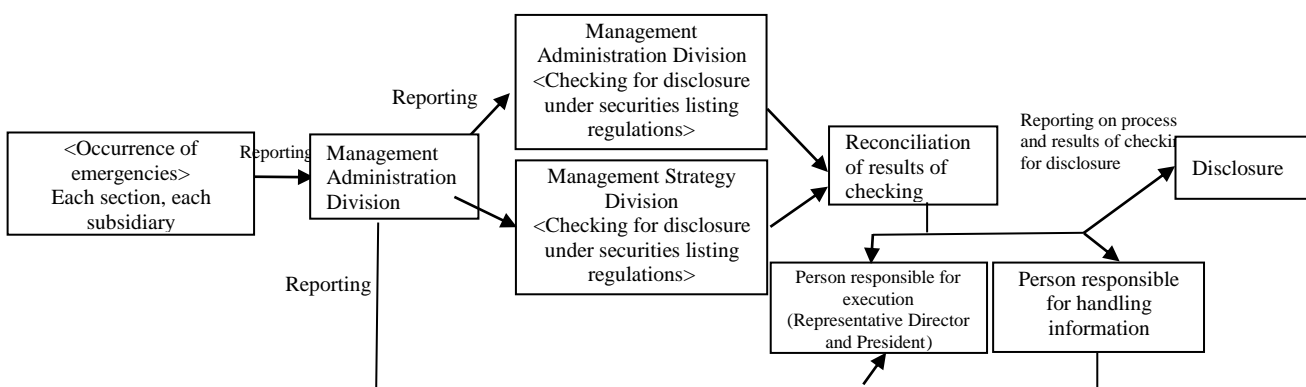 <Occurrence of
emergencies>
Each section, each
subsidiary
Reporting
Management
Administration
Division
Reporting
Management
Administration Division
<Checking for disclosure
under securities listing
regulations>
Management Strategy
Division
<Checking for disclosure
under securities listing
regulations>
Reconciliation
of results of
checking
Reporting on process
and results of
for disclosure
Disclosure
Reporting
Person responsible for
execution
(Representative Director
and President)
Person responsible
for handling
information